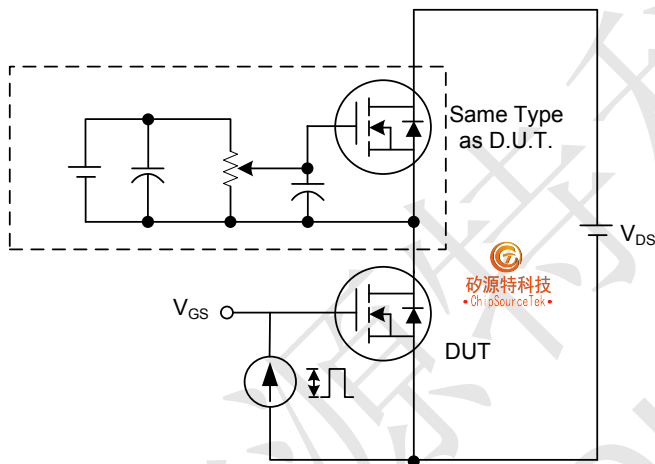 Same Type
as D.U.T.
VDS
矽源特科技
•ChipSourceTek•
VGS
DUT